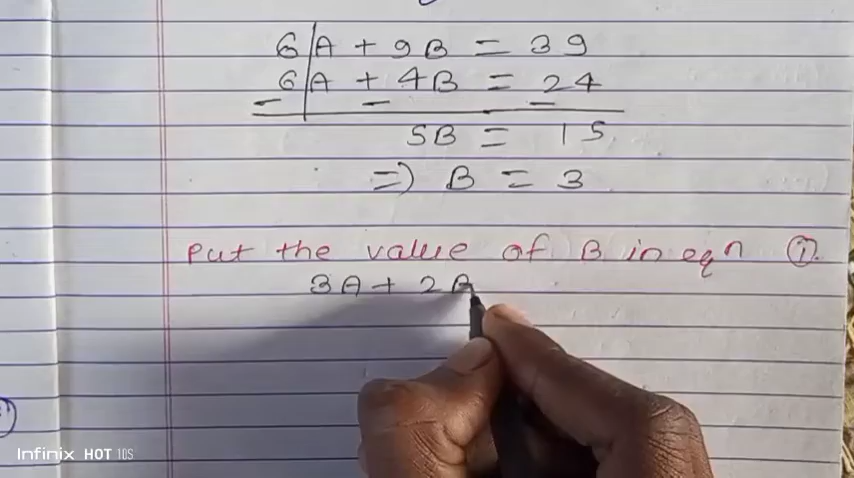 6A + 9B = 39
6A + 4B = 24
- - -
5B = 15
=) B = 3
put the value of B in eqn ①.
3A + 2B
Infinix HOT 10S